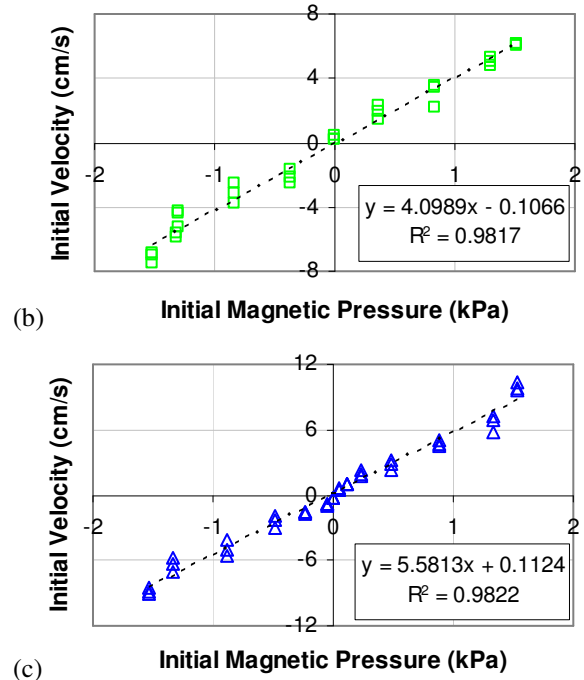 8
4
0
-4
-8
-2
-1
0
1
2
Initial Velocity (cm/s)
y = 4.0989x - 0.1066
R² = 0.9817
Initial Magnetic Pressure (kPa)
(b)
12
6
0
-6
-12
-2
-1
0
1
2
Initial Velocity (cm/s)
y = 5.5813x + 0.1124
R² = 0.9822
Initial Magnetic Pressure (kPa)
(c)